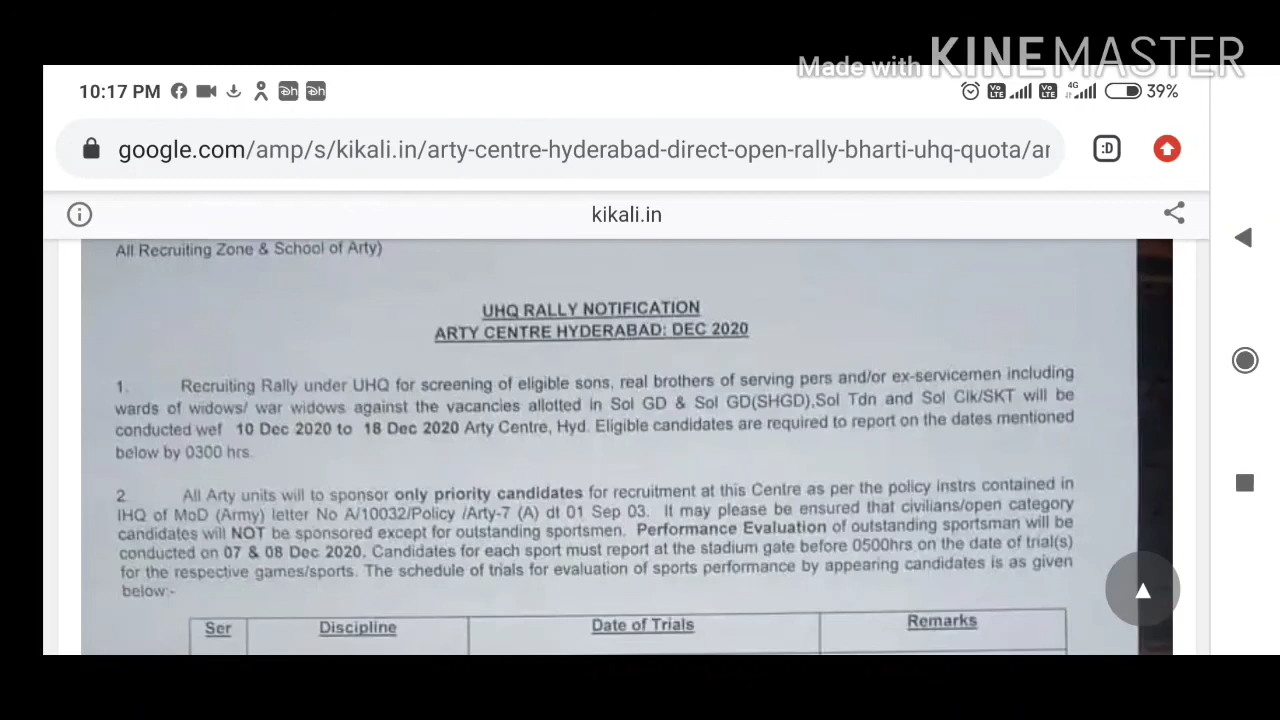 Made with KINEMASTER
10:17 PM 39%
Vo LTE Vo LTE 4G
google.com/amp/s/kikali.in/arty-centre-hyderabad-direct-open-rally-bharti-uhq-quota/ar
:D
kikali.in
All Recruiting Zone & School of Arty)
UHQ RALLY NOTIFICATION
ARTY CENTRE HYDERABAD: DEC 2020
1. Recruiting Rally under UHQ for screening of eligible sons, real brothers of serving pers and/or ex-servicemen including
wards of widows/ war widows against the vacancies allotted in Sol GD & Sol GD(SHGD),Sol Tdn and Sol Clk/SKT will be
conducted wef 10 Dec 2020 to 18 Dec 2020 Arty Centre, Hyd. Eligible candidates are required to report on the dates mentioned
below by 0300 hrs.
2. All Arty units will to sponsor only priority candidates for recruitment at this Centre as per the policy instrs contained in
IHQ of MoD (Army) letter No A/10032/Policy /Arty-7 (A) dt 01 Sep 03. It may please be ensured that civilians/open category
candidates will NOT be sponsored except for outstanding sportsmen. Performance Evaluation of outstanding sportsman will be
conducted on 07 & 08 Dec 2020. Candidates for each sport must report at the stadium gate before 0500hrs on the date of trial(s)
for the respective games/sports. The schedule of trials for evaluation of sports performance by appearing candidates is as given
below:-
Ser Discipline Date of Trials Remarks